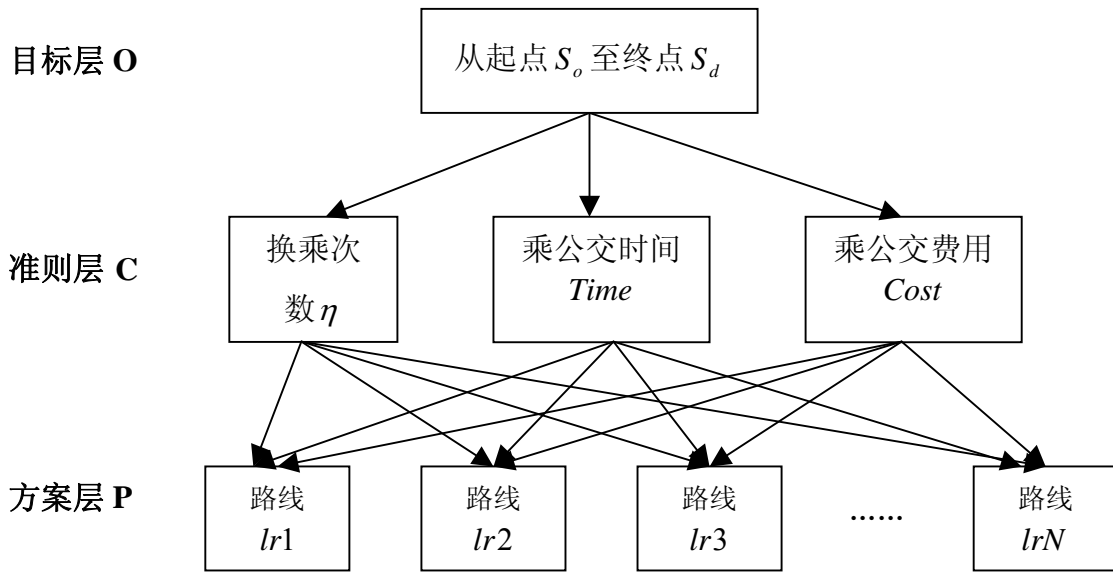 目标层 O
从起点 S_o 至终点 S_d
准则层 C
换乘次
数 η
乘公交时间
Time
乘公交费用
Cost
方案层 P
路线
lr1
路线
lr2
路线
lr3
……
路线
lrN